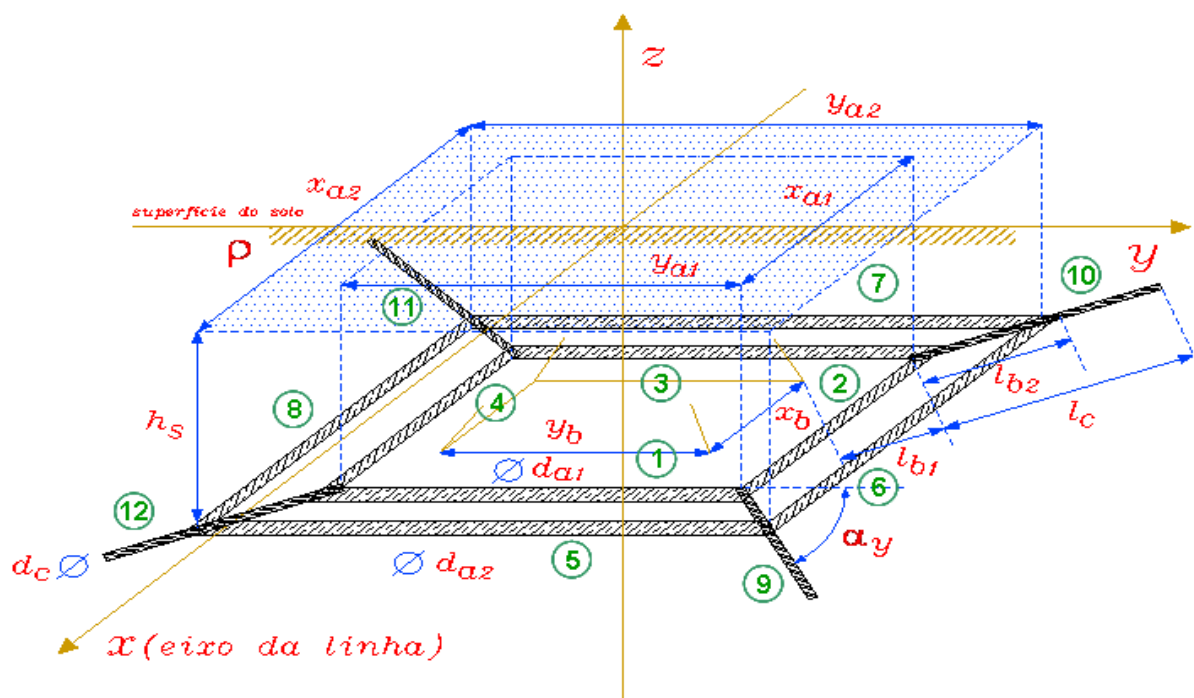 z
y_a2
x_a2
x_a1
superfície do solo
ρ
y_a1
y
7
10
11
3
2
l_b2
8
4
x_b
l_c
h_s
y_b
1
l_b1
∅ d_a1
6
12
α_y
d_c ∅
∅ d_a2
5
9
x (eixo da linha)